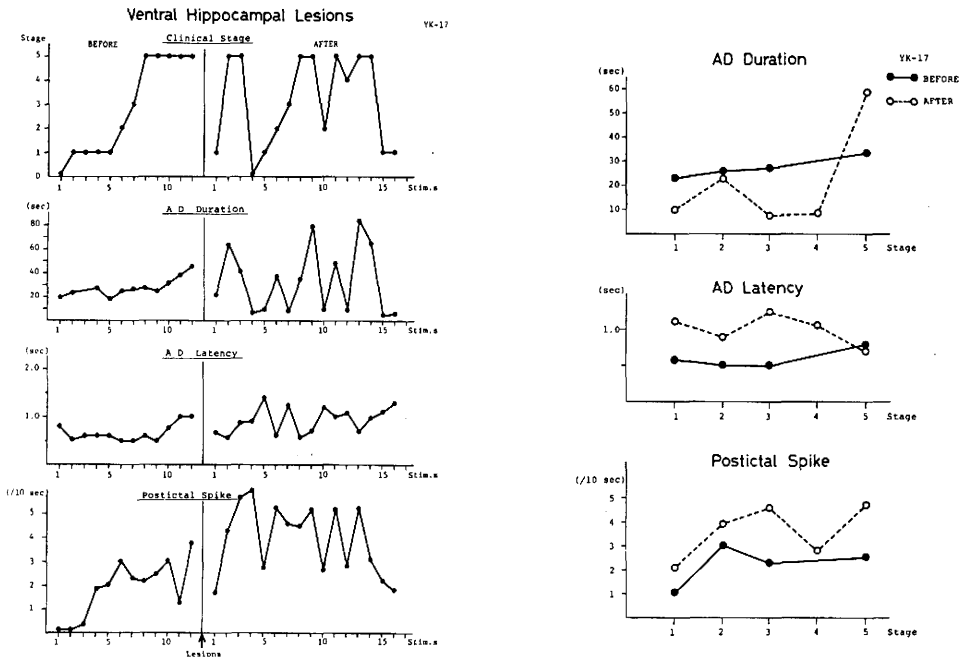 Ventral Hippocampal Lesions
YK-17
Stage
BEFORE
Clinical Stage
AFTER
5
4
3
2
1
0
1 5 10 1 5 10 15 Stim.s
(sec)
AD Duration
80
60
40
20
1 5 10 1 5 10 15 Stim.s
(sec)
AD Latency
2.0
1.0
1 5 10 1 5 10 15 Stim.s
(/10 sec)
Postictal Spike
5
4
3
2
1
1 5 10 1 5 10 15 Stim.s
Lesions
AD Duration
YK-17
BEFORE
AFTER
(sec)
60
50
40
30
20
10
1 2 3 4 5 Stage
AD Latency
(sec)
1.0
1 2 3 4 5 Stage
Postictal Spike
(/10 sec)
5
4
3
2
1
1 2 3 4 5 Stage